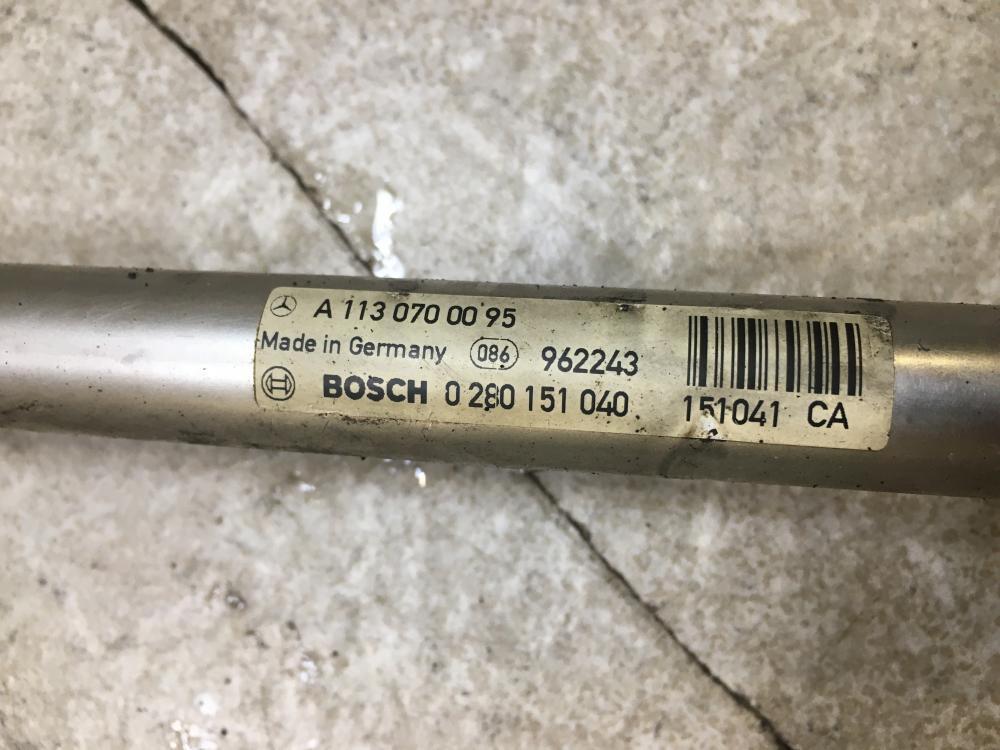 A 113 070 00 95
Made in Germany 086 962243
BOSCH 0 280 151 040 151041 CA